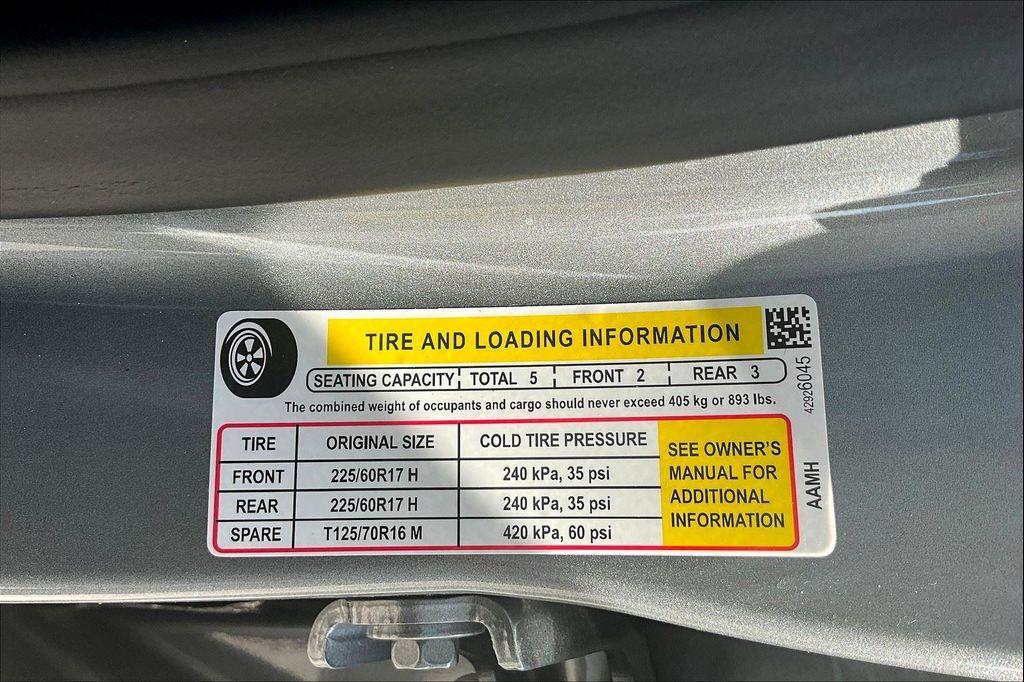 TIRE AND LOADING INFORMATION
SEATING CAPACITY TOTAL 5 FRONT 2 REAR 3
The combined weight of occupants and cargo should never exceed 405 kg or 893 lbs.
TIRE ORIGINAL SIZE COLD TIRE PRESSURE
FRONT 225/60R17 H 240 kPa, 35 psi
REAR 225/60R17 H 240 kPa, 35 psi
SPARE T125/70R16 M 420 kPa, 60 psi
SEE OWNER'S
MANUAL FOR
ADDITIONAL
INFORMATION
42926045
AAMH